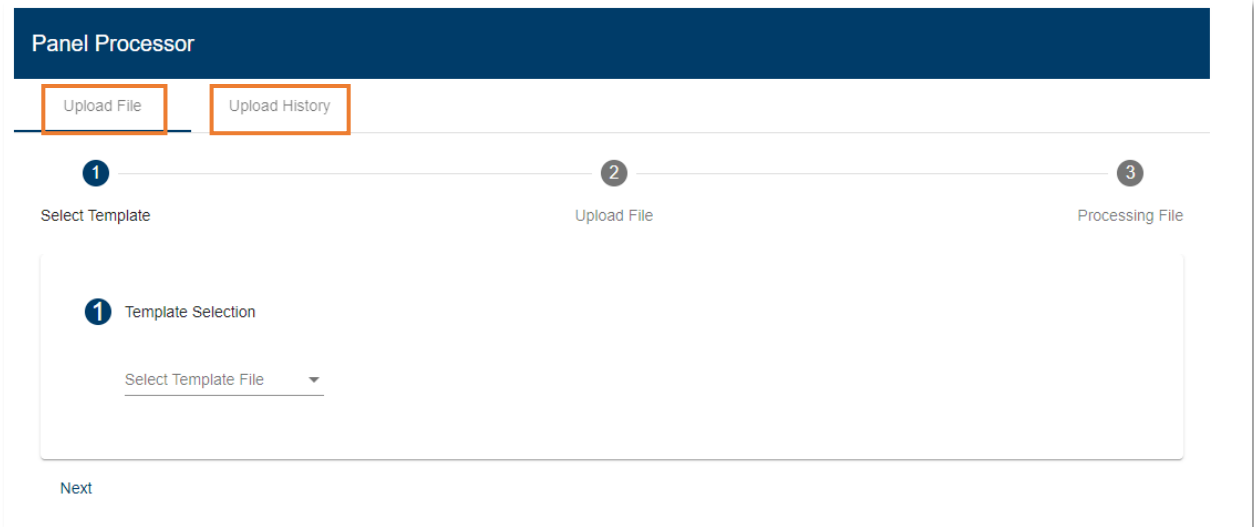 Panel Processor
Upload File
Upload History
1
2
3
Select Template
Upload File
Processing File
1 Template Selection
Select Template File
Next